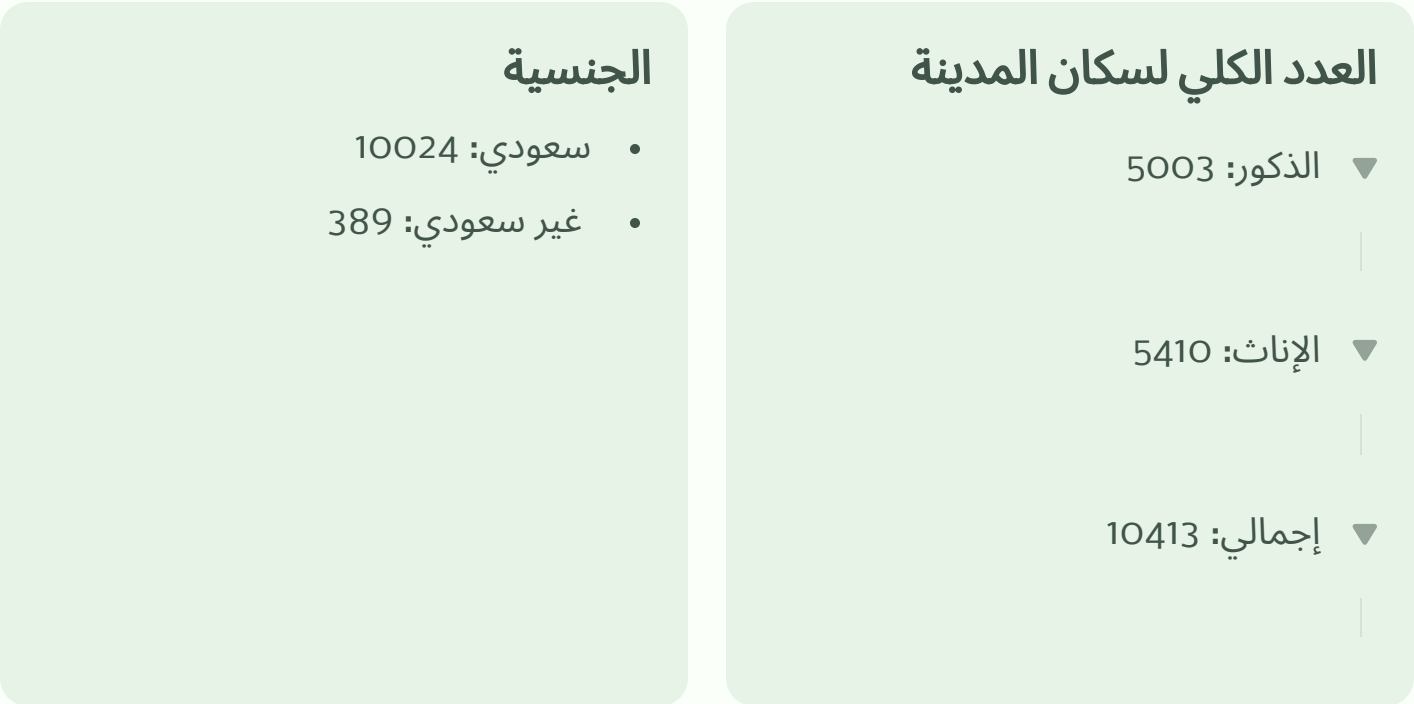 العدد الكلي لسكان المدينة
الذكور: 5003
الإناث: 5410
إجمالي: 10413
الجنسية
سعودي: 10024
غير سعودي: 389